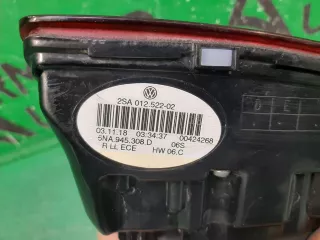 2SA 012.522-02
03.11.18 03:34:37 00424268
5NA.945.308.D 06S
R LL ECE HW 06.C